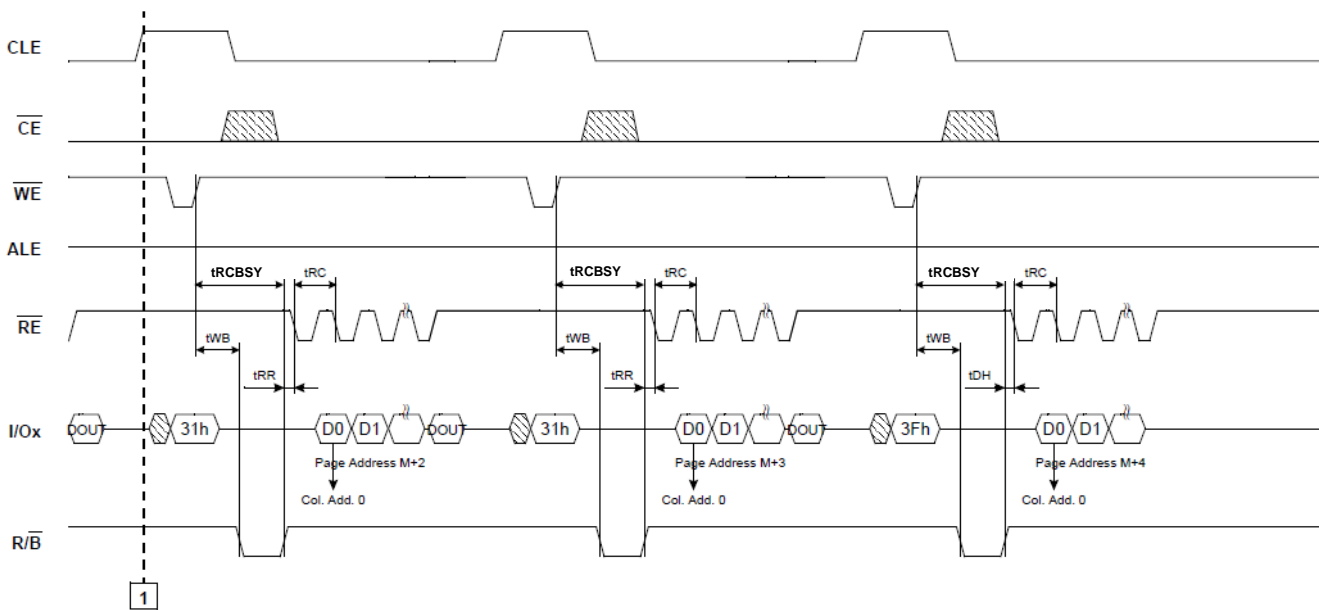 CLE
CE
WE
ALE
tRCBSY tRC tRCBSY tRC tRCBSY tRC
RE
tWB tWB tWB
tRR tRR tDH
I/Ox DOUT 31h D0 D1 DOUT 31h D0 D1 DOUT 3Fh D0 D1
Page Address M+2 Page Address M+3 Page Address M+4
Col. Add. 0 Col. Add. 0 Col. Add. 0
R/B
1